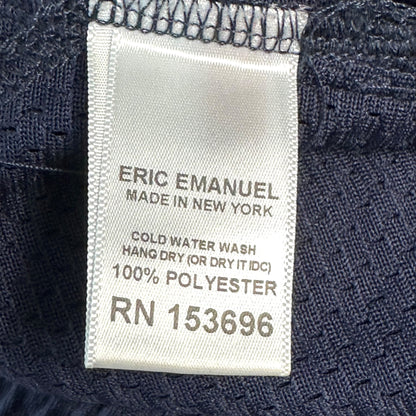 ERIC EMANUEL
MADE IN NEW YORK
COLD WATER WASH
HANG DRY (OR DRY IT IDC)
100% POLYESTER
RN 153696